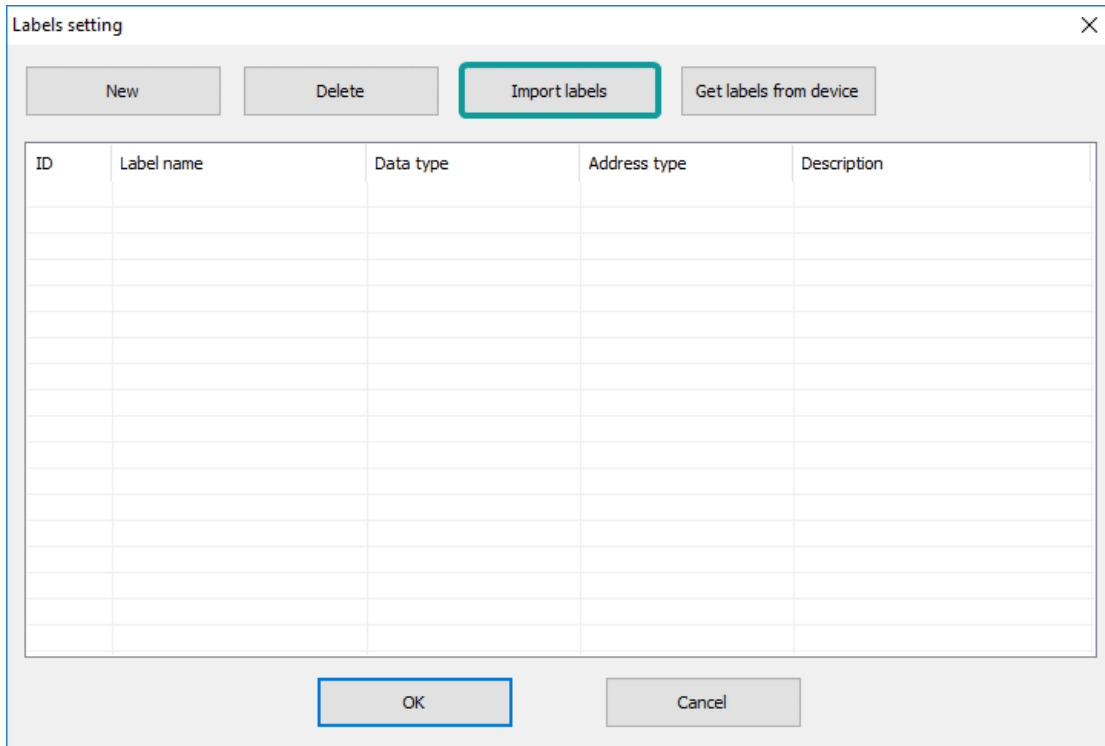 Labels setting
New Delete Import labels Get labels from device
ID Label name Data type Address type Description
OK Cancel